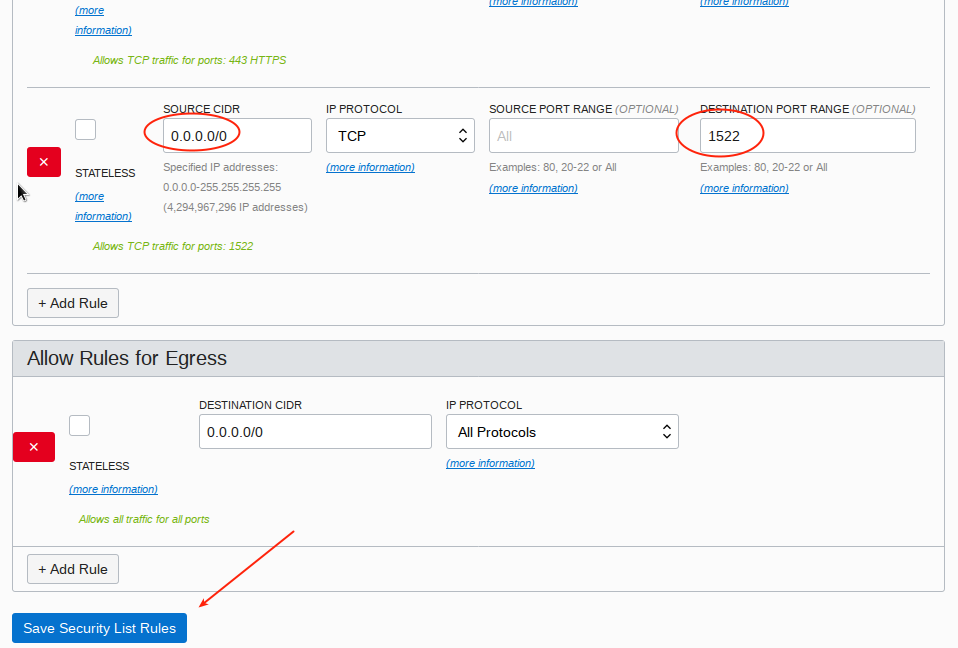 (more information) (more information)
(more
information)
Allows TCP traffic for ports: 443 HTTPS
SOURCE CIDR IP PROTOCOL SOURCE PORT RANGE (OPTIONAL) DESTINATION PORT RANGE (OPTIONAL)
0.0.0.0/0 TCP All 1522
× STATELESS
(more
information)
Specified IP addresses:
0.0.0.0-255.255.255.255
(4,294,967,296 IP addresses)
(more information)
Examples: 80, 20-22 or All
(more information)
Examples: 80, 20-22 or All
(more information)
Allows TCP traffic for ports: 1522
+ Add Rule
Allow Rules for Egress
DESTINATION CIDR IP PROTOCOL
0.0.0.0/0 All Protocols
× STATELESS
(more information)
(more information)
Allows all traffic for all ports
+ Add Rule
Save Security List Rules